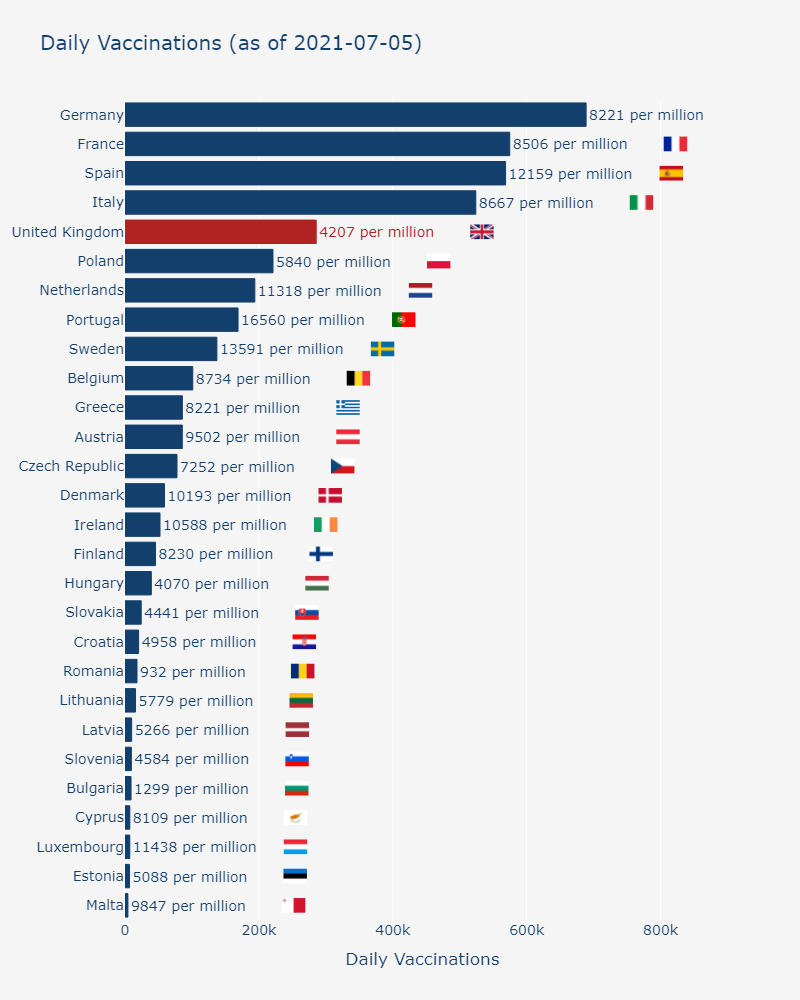 Daily Vaccinations (as of 2021-07-05)
Germany 8221 per million
France 8506 per million
Spain 12159 per million
Italy 8667 per million
United Kingdom 4207 per million
Poland 5840 per million
Netherlands 11318 per million
Portugal 16560 per million
Sweden 13591 per million
Belgium 8734 per million
Greece 8221 per million
Austria 9502 per million
Czech Republic 7252 per million
Denmark 10193 per million
Ireland 10588 per million
Finland 8230 per million
Hungary 4070 per million
Slovakia 4441 per million
Croatia 4958 per million
Romania 932 per million
Lithuania 5779 per million
Latvia 5266 per million
Slovenia 4584 per million
Bulgaria 1299 per million
Cyprus 8109 per million
Luxembourg 11438 per million
Estonia 5088 per million
Malta 9847 per million
0 200k 400k 600k 800k
Daily Vaccinations